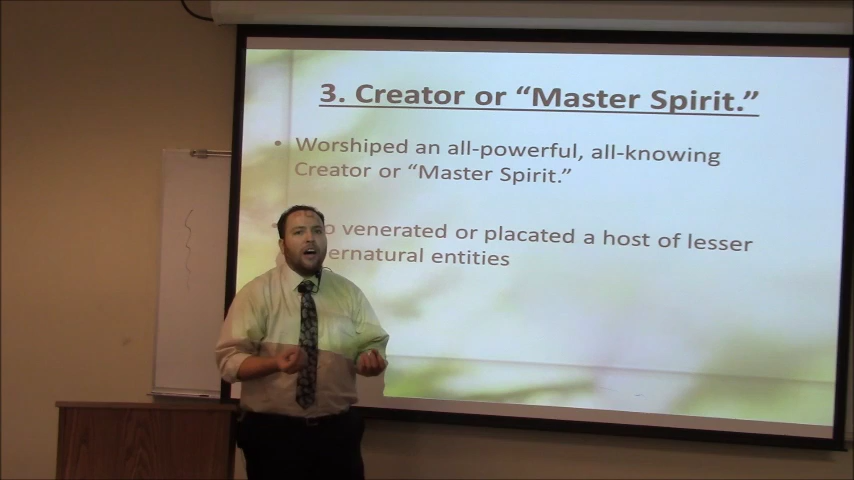 3. Creator or “Master Spirit.”
• Worshiped an all-powerful, all-knowing
Creator or “Master Spirit.”
venerated or placated a host of lesser
entities